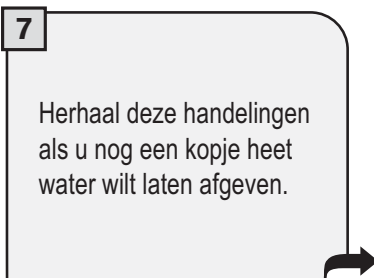 7
Herhaal deze handelingen
als u nog een kopje heet
water wilt laten afgeven.